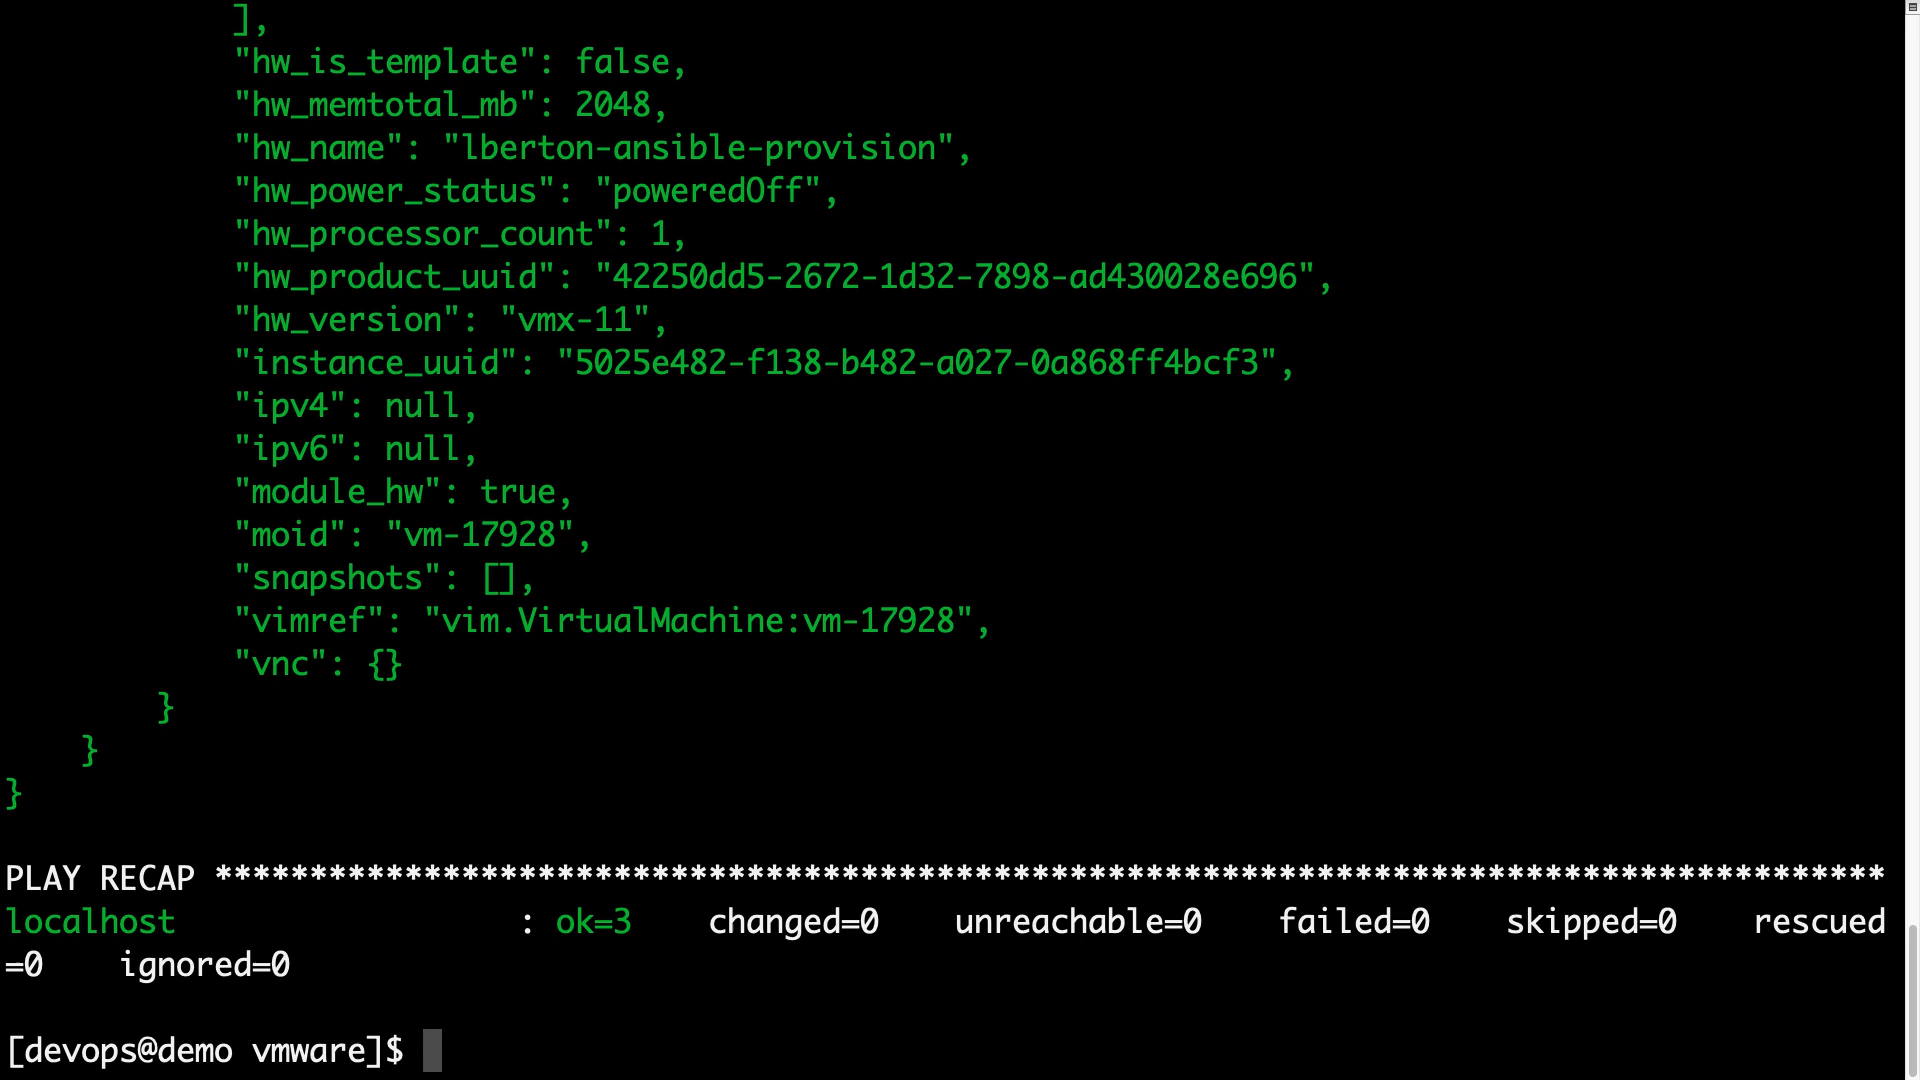 ],
"hw_is_template": false,
"hw_memtotal_mb": 2048,
"hw_name": "lberton-ansible-provision",
"hw_power_status": "poweredOff",
"hw_processor_count": 1,
"hw_product_uuid": "42250dd5-2672-1d32-7898-ad430028e696",
"hw_version": "vmx-11",
"instance_uuid": "5025e482-f138-b482-a027-0a868ff4bcf3",
"ipv4": null,
"ipv6": null,
"module_hw": true,
"moid": "vm-17928",
"snapshots": [],
"vimref": "vim.VirtualMachine:vm-17928",
"vnc": {}
}
}
}
PLAY RECAP ****************************************************************************************
localhost : ok=3 changed=0 unreachable=0 failed=0 skipped=0 rescued
=0 ignored=0
[devops@demo vmware]$